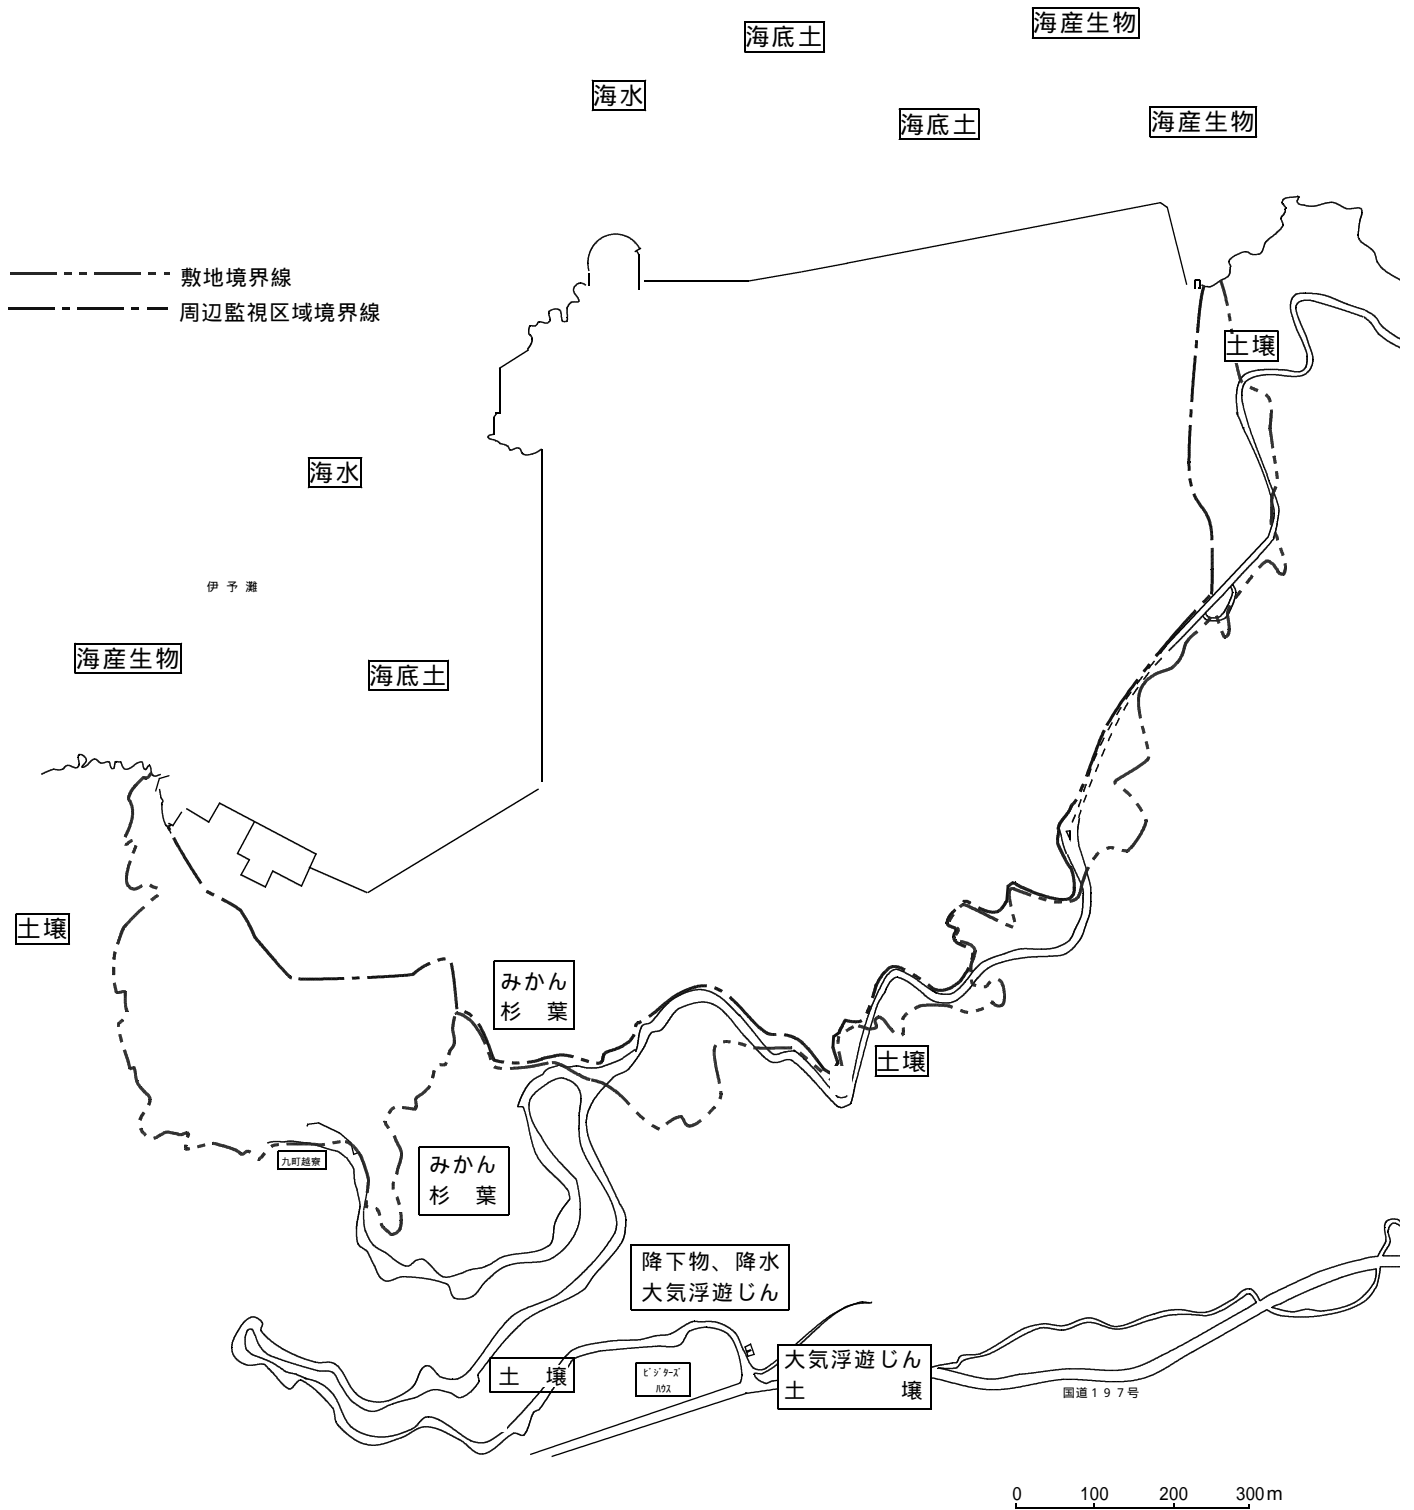 海産生物
海底土
海水
海底土
海産生物
敷地境界線
周辺監視区域境界線
土壌
海水
伊予灘
海産生物
海底土
土壌
みかん
杉　葉
土壌
九町越寮
みかん
杉　葉
降下物、降水
大気浮遊じん
土　壌
ﾋﾞｼﾞﾀｰｽﾞ
ﾊｳｽ
大気浮遊じん
土　　　　壌
国道１９７号
0 100 200 300m